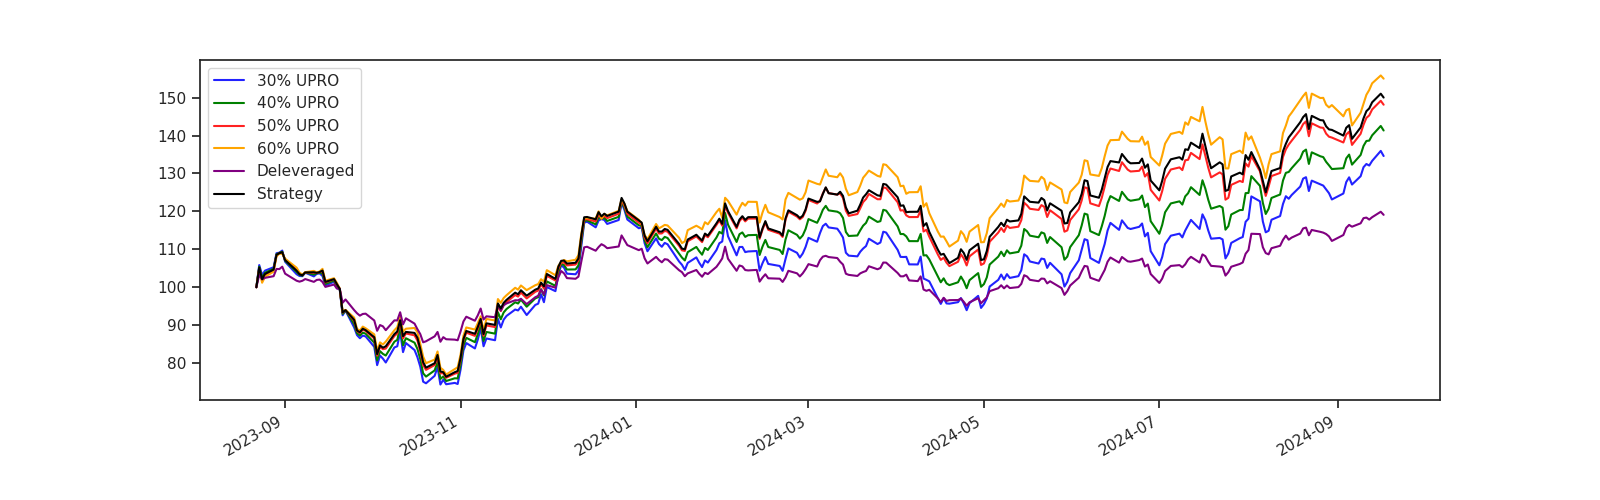 30% UPRO
40% UPRO
50% UPRO
60% UPRO
Deleveraged
Strategy
150
140
130
120
110
100
90
80
2023-09
2023-11
2024-01
2024-03
2024-05
2024-07
2024-09